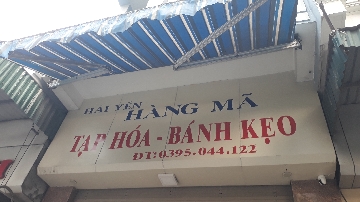 HẢI YẾN HÀNG MÃ
TẠP HÓA - BÁNH KẸO
ĐT:0395.044.122